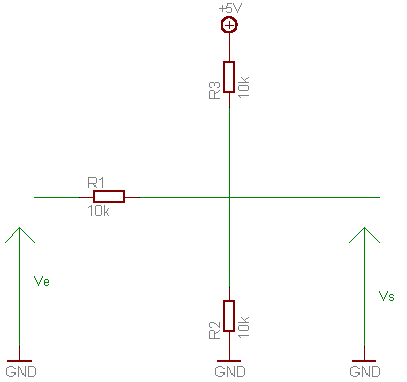 +5V
R3
10k
R1
10k
Ve
Vs
R2
10k
GND
GND
GND